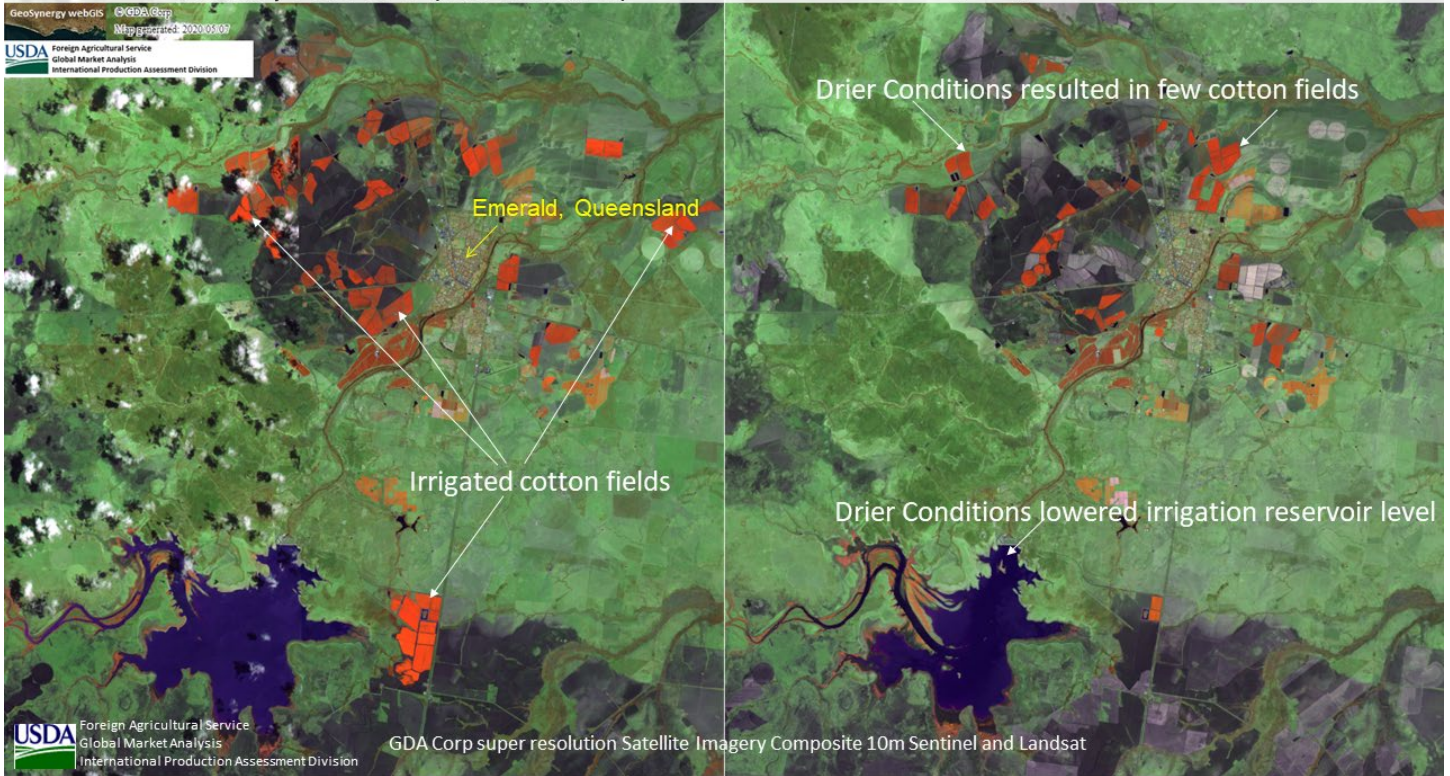 GeoSynergy webGIS
© GDA Corp
Map generated: 2020:05:07
USDA
Foreign Agricultural Service
Global Market Analysis
International Production Assessment Division
Drier Conditions resulted in few cotton fields
Emerald, Queensland
Irrigated cotton fields
Drier Conditions lowered irrigation reservoir level
USDA
Foreign Agricultural Service
Global Market Analysis
International Production Assessment Division
GDA Corp super resolution Satellite Imagery Composite 10m Sentinel and Landsat